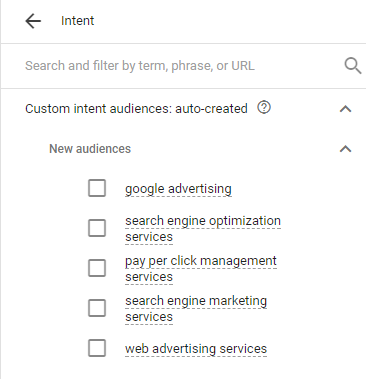 Intent
Search and filter by term, phrase, or URL
Custom intent audiences: auto-created
New audiences
google advertising
search engine optimization
services
pay per click management
services
search engine marketing
services
web advertising services